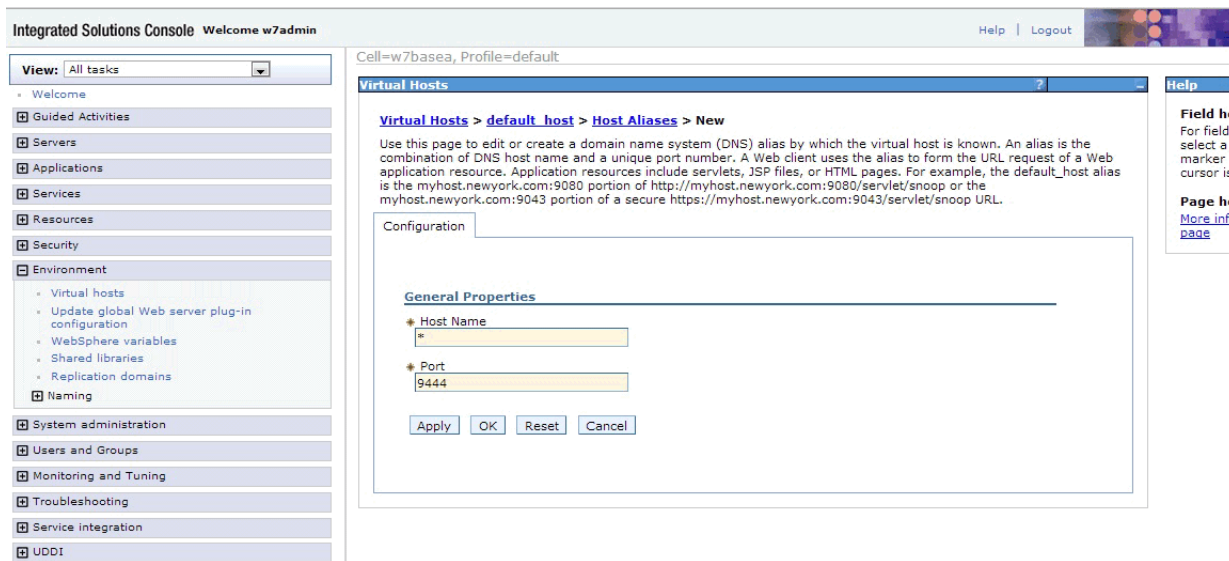 Integrated Solutions Console Welcome w7admin
Help | Logout
View: All tasks
Welcome
Guided Activities
Servers
Applications
Services
Resources
Security
Environment
Virtual hosts
Update global Web server plug-in
configuration
WebSphere variables
Shared libraries
Replication domains
Naming
System administration
Users and Groups
Monitoring and Tuning
Troubleshooting
Service integration
UDDI
Cell=w7basea, Profile=default
Virtual Hosts ? -
Virtual Hosts > default_host > Host Aliases > New
Use this page to edit or create a domain name system (DNS) alias by which the virtual host is known. An alias is the
combination of DNS host name and a unique port number. A Web client uses the alias to form the URL request of a Web
application resource. Application resources include servlets, JSP files, or HTML pages. For example, the default_host alias
is the myhost.newyork.com:9080 portion of http://myhost.newyork.com:9080/servlet/snoop or the
myhost.newyork.com:9043 portion of a secure https://myhost.newyork.com:9043/servlet/snoop URL.
Configuration
General Properties
Host Name
*
Port
9444
Apply OK Reset Cancel
Help
Field
For field
select a
marker
cursor
Page
More
page